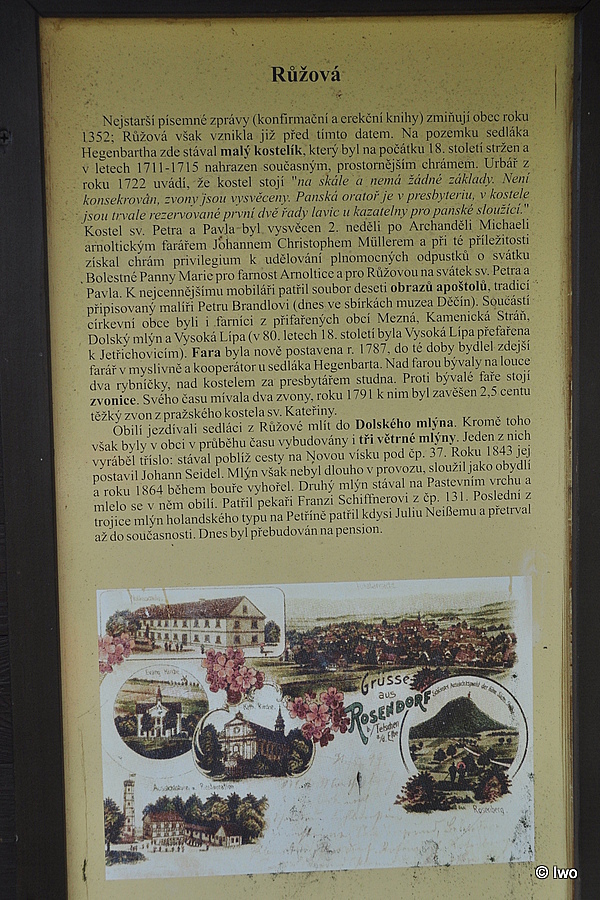 Růžová
Nejstarší písemné zprávy (konfirmační a erekční knihy) zmiňují obec roku
1352; Růžová však vznikla již před tímto datem. Na pozemku sedláka
Hegenbartha zde stával malý kostelík, který byl na počátku 18. století stržen a
v letech 1711-1715 nahrazen současným, prostornějším chrámem. Urbář z
roku 1722 uvádí, že kostel stojí "na skále a nemá žádné základy. Není
konsekrován, zvony jsou vysvěceny. Panská oratoř je v presbyteriu, v kostele
jsou trvale rezervované první dvě řady lavic u kazatelny pro panské sloužící."
Kostel sv. Petra a Pavla byl vysvěcen 2. neděli po Archanděli Michaeli
arnoltickým farářem Johannem Christophem Müllerem a při té příležitosti
získal chrám privilegium k udělování plnomocných odpustků o svátku
Bolestné Panny Marie pro farnost Arnoltice a pro Růžovou na svátek sv. Petra a
Pavla. K nejcennějšímu mobiláři patřil soubor deseti obrazů apoštolů, tradicí
připisovaný malíři Petru Brandlovi (dnes ve sbírkách muzea Děčín). Součástí
církevní obce byli i farníci z přifařených obcí Mezná, Kamenická Stráň,
Dolský mlýn a Vysoká Lípa (v 80. letech 18. století byla Vysoká Lípa přefařena
k Jetřichovicím). Fara byla nově postavena r. 1787, do té doby bydlel zdejší
farář v myslivně a kooperátor u sedláka Hegenbarta. Nad farou bývaly na louce
dva rybníčky, nad kostelem za presbytářem studna. Proti bývalé faře stojí
zvonice. Svého času mívala dva zvony, roku 1791 k nim byl zavěšen 2,5 centu
těžký zvon z pražského kostela sv. Kateřiny.
Obilí jezdívali sedláci z Růžové mlít do Dolského mlýna. Kromě toho
však byly v obci v průběhu času vybudovány i tři větrné mlýny. Jeden z nich
vyráběl tříslo: stával poblíž cesty na Novou vísku pod čp. 37. Roku 1843 jej
postavil Johann Seidel. Mlýn však nebyl dlouho v provozu, sloužil jako obydlí
a roku 1864 během bouře vyhořel. Druhý mlýn stával na Pastevním vrchu a
mlelo se v něm obilí. Patřil pekaři Franzi Schiffnerovi z čp. 131. Poslední z
trojice mlýn holandského typu na Petříně patřil kdysi Juliu Neißemu a přetrval
až do současnosti. Dnes byl přebudován na pension.
Grüsse
aus
ROSENDORF
b/Tetschen
a/d. Elbe
Evang. Kirche
Kath. Kirche
Aussichtsturm u. Restauration
Rosenberg
© Iwo